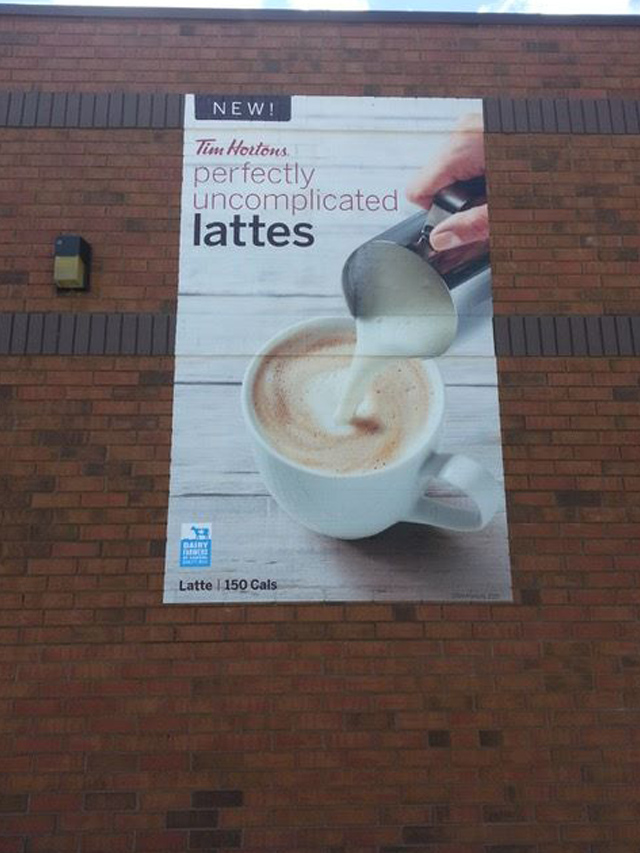 NEW!
Tim Hortons
perfectly
uncomplicated
lattes
DAIRY
FARMERS
Latte | 150 Cals